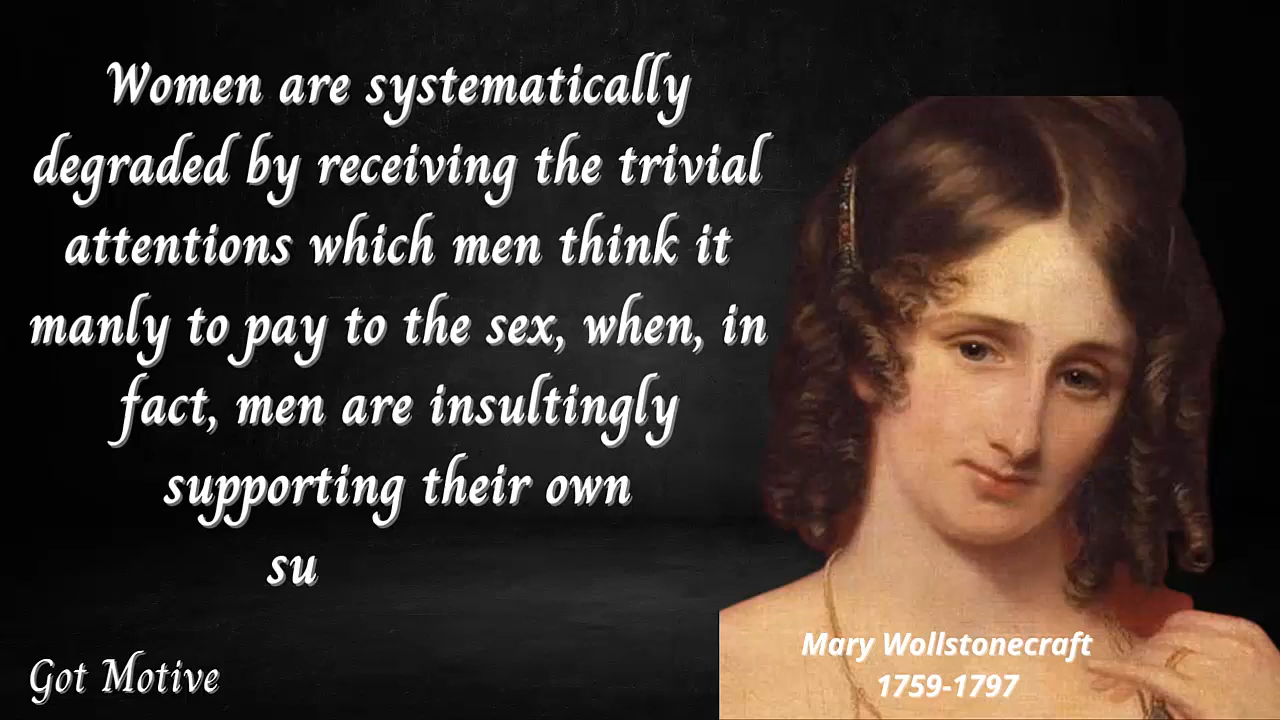 Women are systematically
degraded by receiving the trivial
attentions which men think it
manly to pay to the sex, when, in
fact, men are insultingly
supporting their own
su
Got Motive
Mary Wollstonecraft
1759-1797